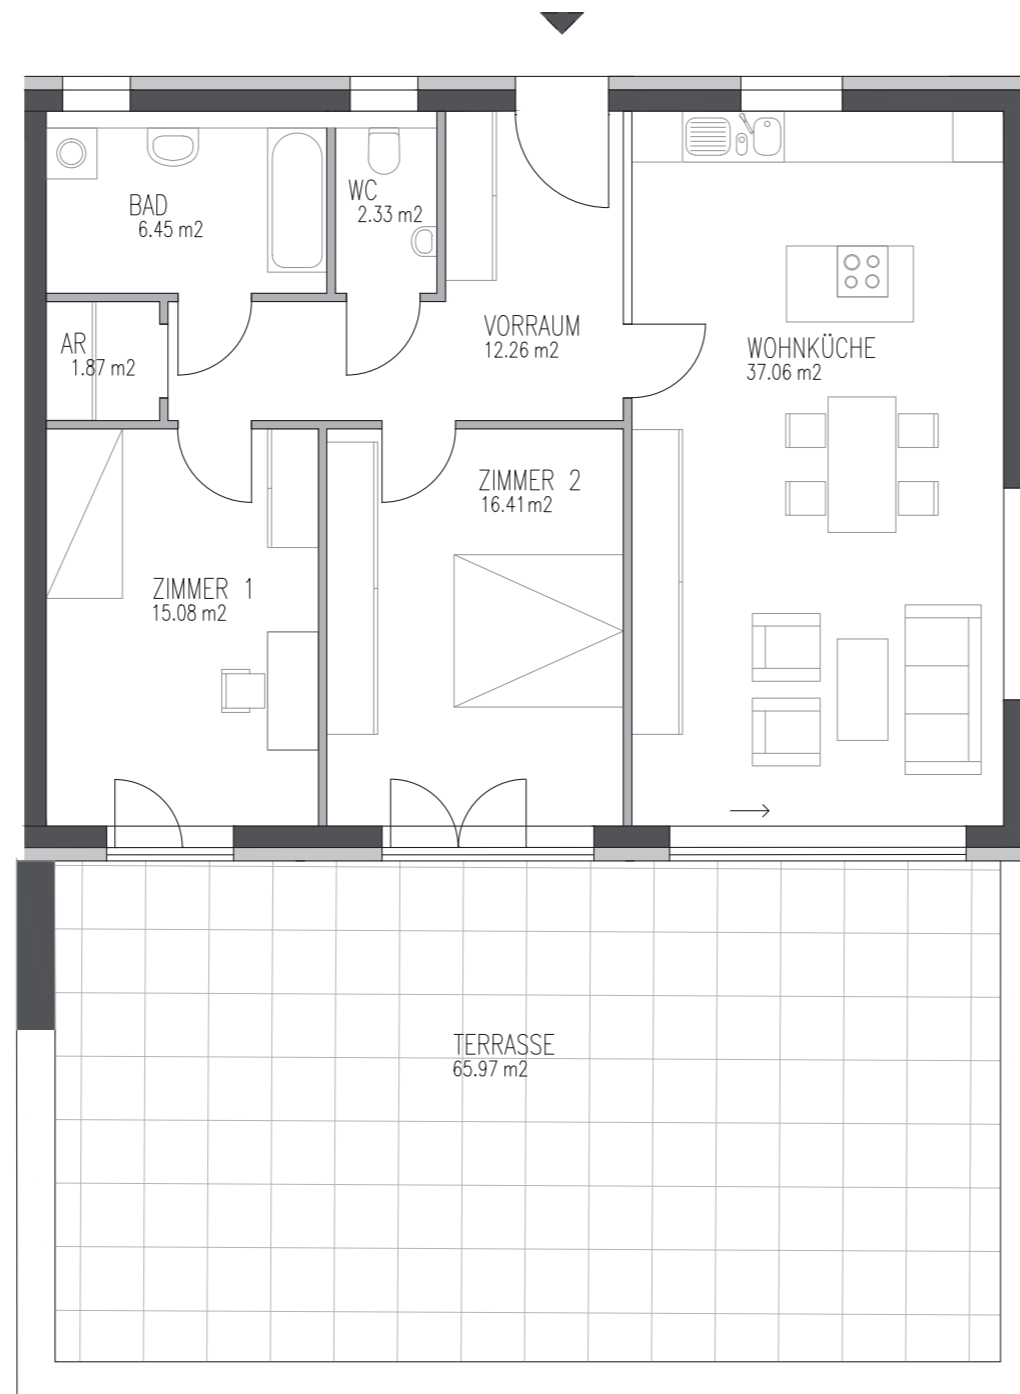 BAD
6.45 m2
WC
2.33 m2
AR
1.87 m2
VORRAUM
12.26 m2
WOHNKÜCHE
37.06 m2
ZIMMER 1
15.08 m2
ZIMMER 2
16.41 m2
TERRASSE
65.97 m2